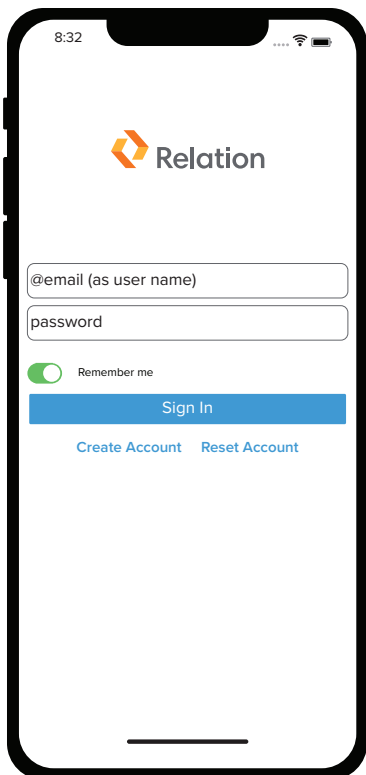 8:32
Relation
@email (as user name)
password
Remember me
Sign In
Create Account Reset Account